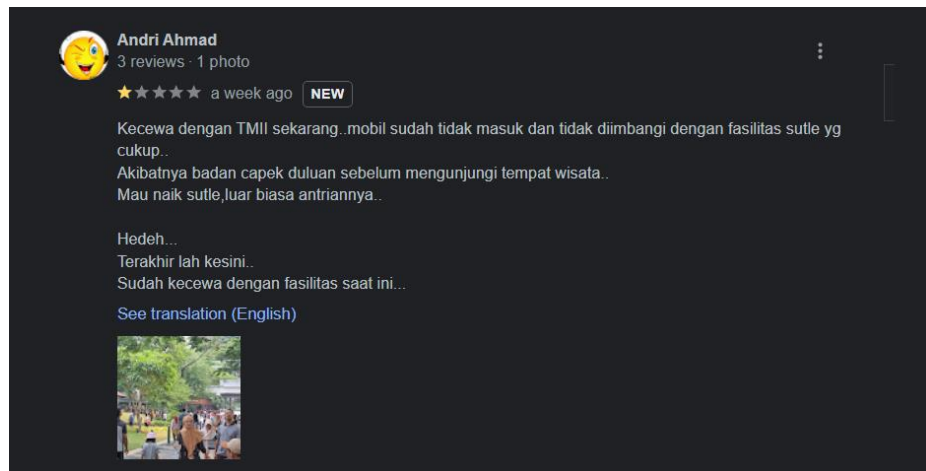 Andri Ahmad
3 reviews · 1 photo
a week ago NEW
Kecewa dengan TMII sekarang..mobil sudah tidak masuk dan tidak diimbangi dengan fasilitas sutle yg
cukup..
Akibatnya badan capek duluan sebelum mengunjungi tempat wisata..
Mau naik sutle,luar biasa antriannya..
Hedeh...
Terakhir lah kesini..
Sudah kecewa dengan fasilitas saat ini...
See translation (English)